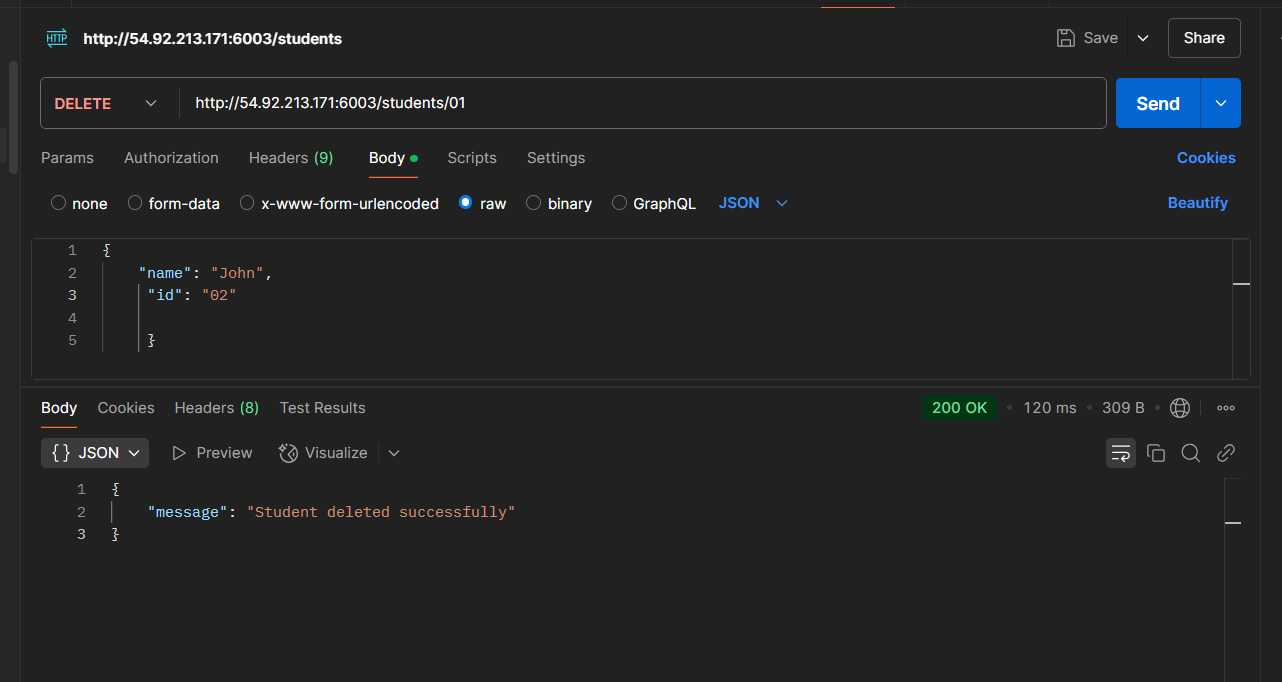 HTTP http://54.92.213.171:6003/students Save Share
DELETE http://54.92.213.171:6003/students/01 Send
Params Authorization Headers (9) Body Scripts Settings Cookies
none form-data x-www-form-urlencoded raw binary GraphQL JSON Beautify
1 {
2 "name": "John",
3 "id": "02"
4
5 }
Body Cookies Headers (8) Test Results 200 OK • 120 ms • 309 B •
{} JSON Preview Visualize
1 {
2 "message": "Student deleted successfully"
3 }